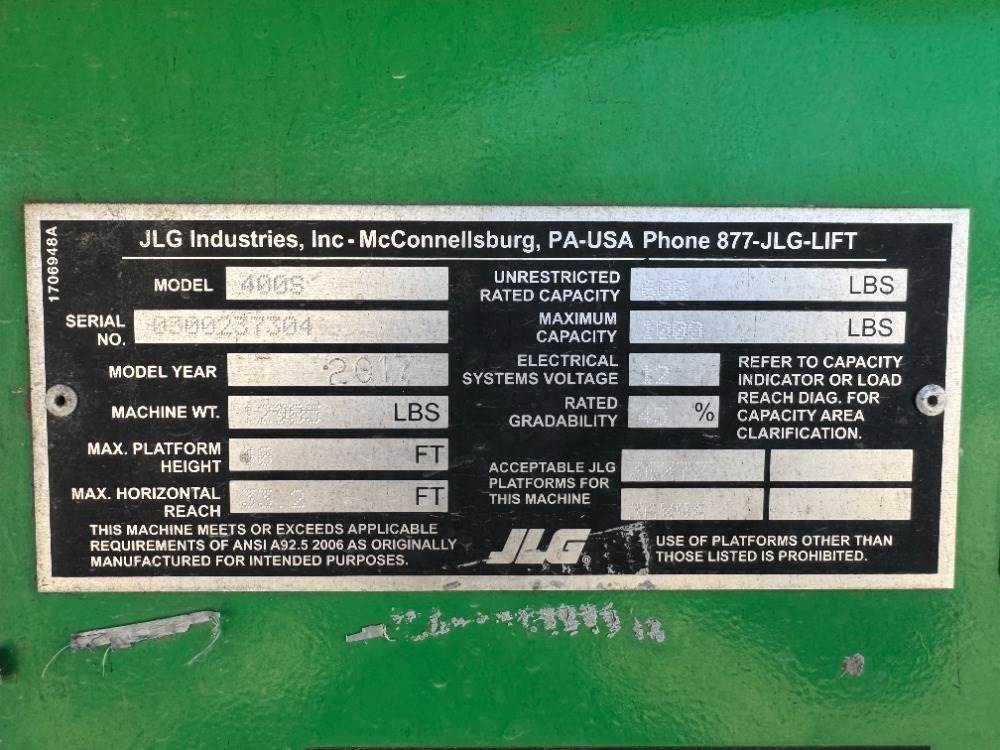 1706948A
JLG Industries, Inc - McConnellsburg, PA-USA Phone 877-JLG-LIFT
MODEL 400S
SERIAL NO. 0300237304
MODEL YEAR 2017
MACHINE WT. LBS
MAX. PLATFORM HEIGHT 40 FT
MAX. HORIZONTAL REACH 33.2 FT
THIS MACHINE MEETS OR EXCEEDS APPLICABLE
REQUIREMENTS OF ANSI A92.5 2006 AS ORIGINALLY
MANUFACTURED FOR INTENDED PURPOSES.
UNRESTRICTED
RATED CAPACITY LBS
MAXIMUM
CAPACITY LBS
ELECTRICAL
SYSTEMS VOLTAGE 12
RATED
GRADABILITY 45 %
REFER TO CAPACITY
INDICATOR OR LOAD
REACH DIAG. FOR
CAPACITY AREA
CLARIFICATION.
ACCEPTABLE JLG
PLATFORMS FOR
THIS MACHINE
JLG
USE OF PLATFORMS OTHER THAN
THOSE LISTED IS PROHIBITED.